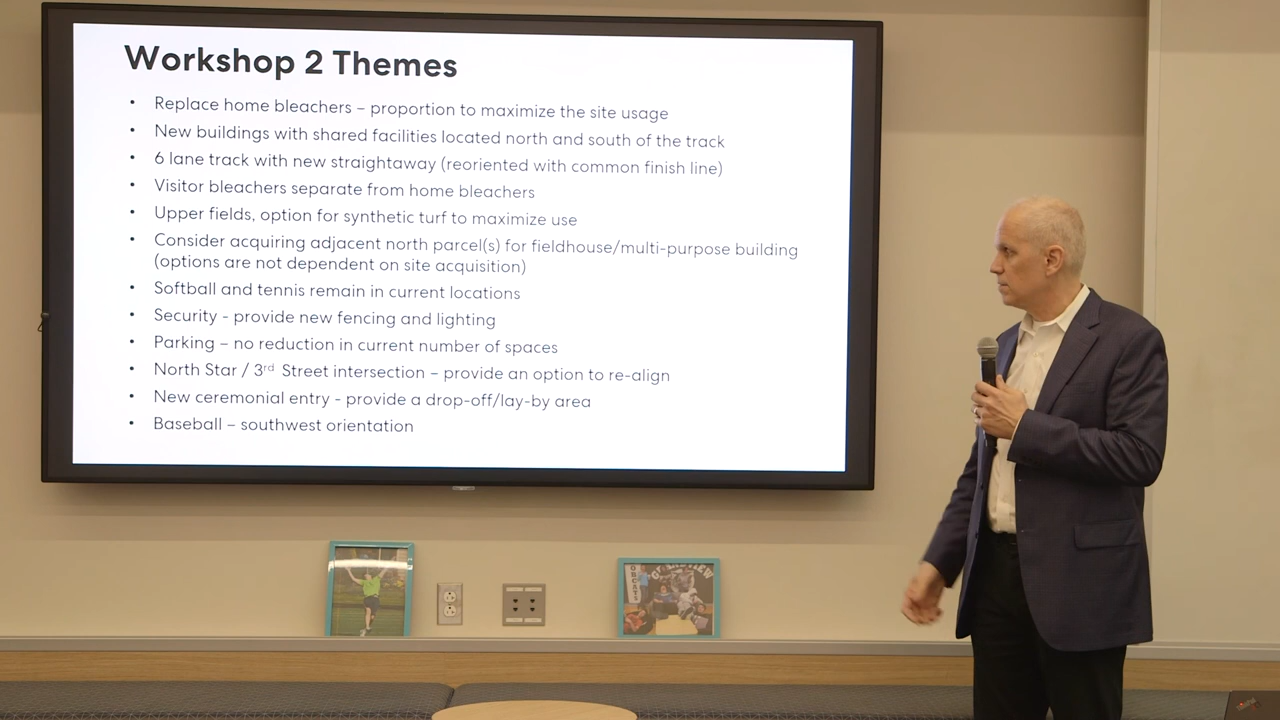 Workshop 2 Themes
• Replace home bleachers – proportion to maximize the site usage
• New buildings with shared facilities located north and south of the track
• 6 lane track with new straightaway (reoriented with common finish line)
• Visitor bleachers separate from home bleachers
• Upper fields, option for synthetic turf to maximize use
• Consider acquiring adjacent north parcel(s) for fieldhouse/multi-purpose building
(options are not dependent on site acquisition)
• Softball and tennis remain in current locations
• Security - provide new fencing and lighting
• Parking – no reduction in current number of spaces
• North Star / 3rd Street intersection – provide an option to re-align
• New ceremonial entry - provide a drop-off/lay-by area
• Baseball – southwest orientation